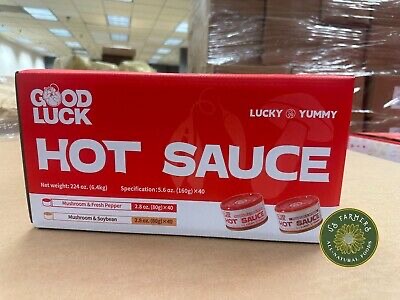 GOOD
LUCK
LUCKY YUMMY
HOT SAUCE
Net weight: 224 oz. (6.4kg)
Specification: 5.6 oz. (160g)×40
Mushroom & Fresh Pepper 2.8 oz. (80g)×40
Mushroom & Soybean 2.8 oz. (80g)×40
HOT SAUCE
HOT SAUCE
US FARMERS
ALL-NATURAL FOODS